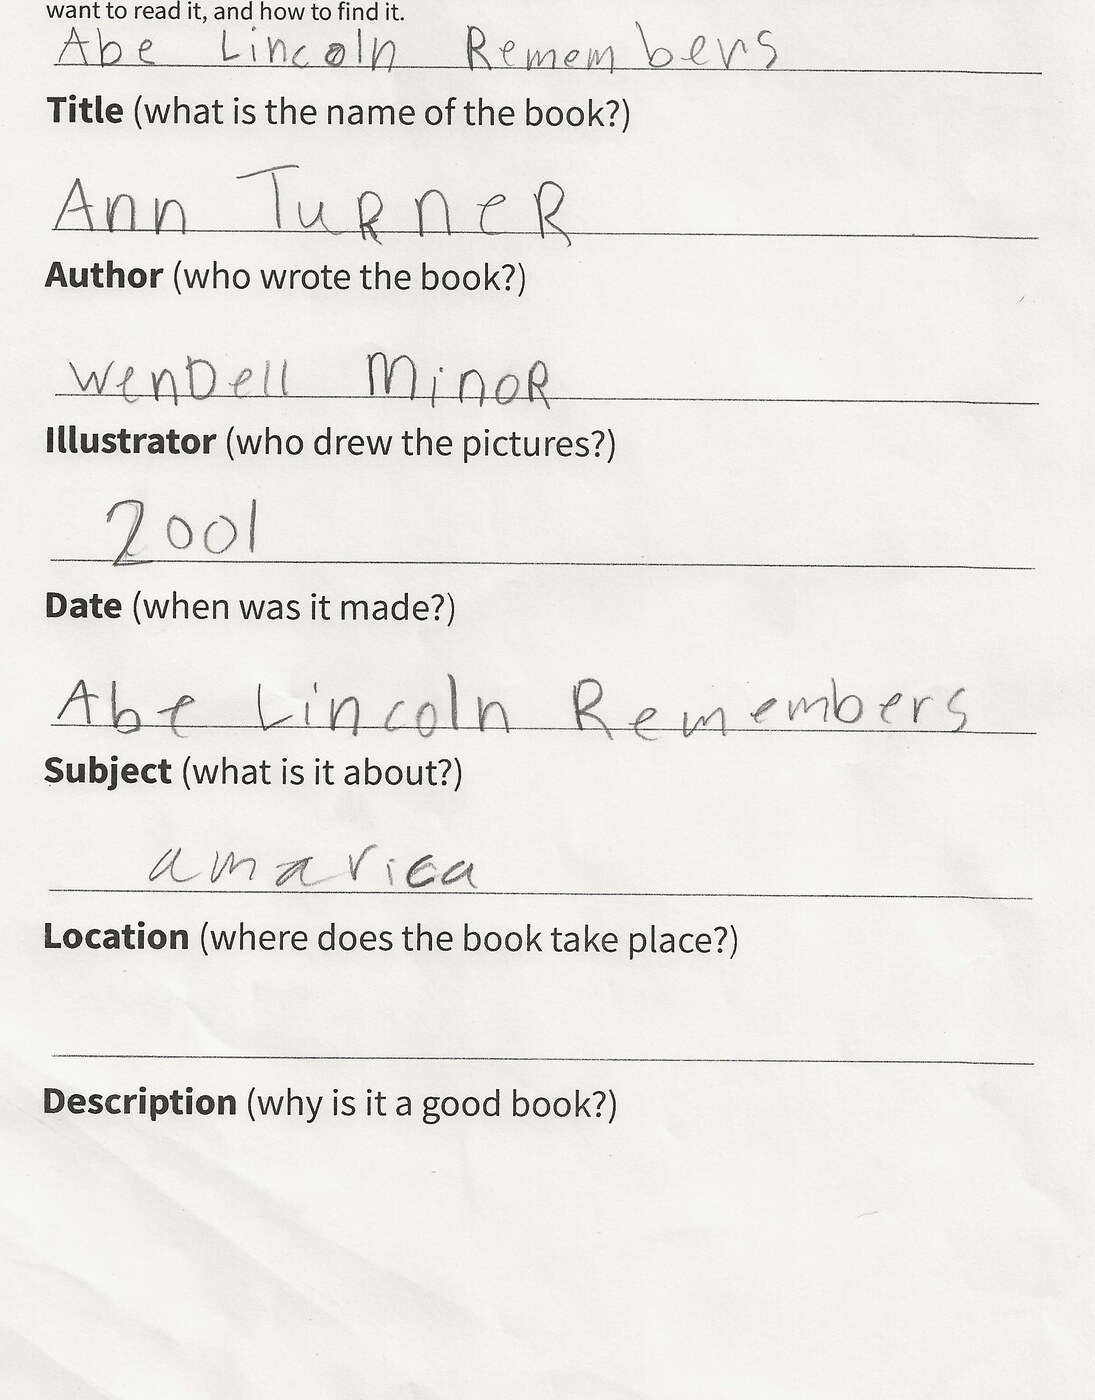 want to read it, and how to find it.
Abe Lincoln Remembers
Title (what is the name of the book?)
Ann TuRneR
Author (who wrote the book?)
WenDell MinoR
Illustrator (who drew the pictures?)
2001
Date (when was it made?)
Abe Lincoln Remembers
Subject (what is it about?)
amarica
Location (where does the book take place?)
Description (why is it a good book?)